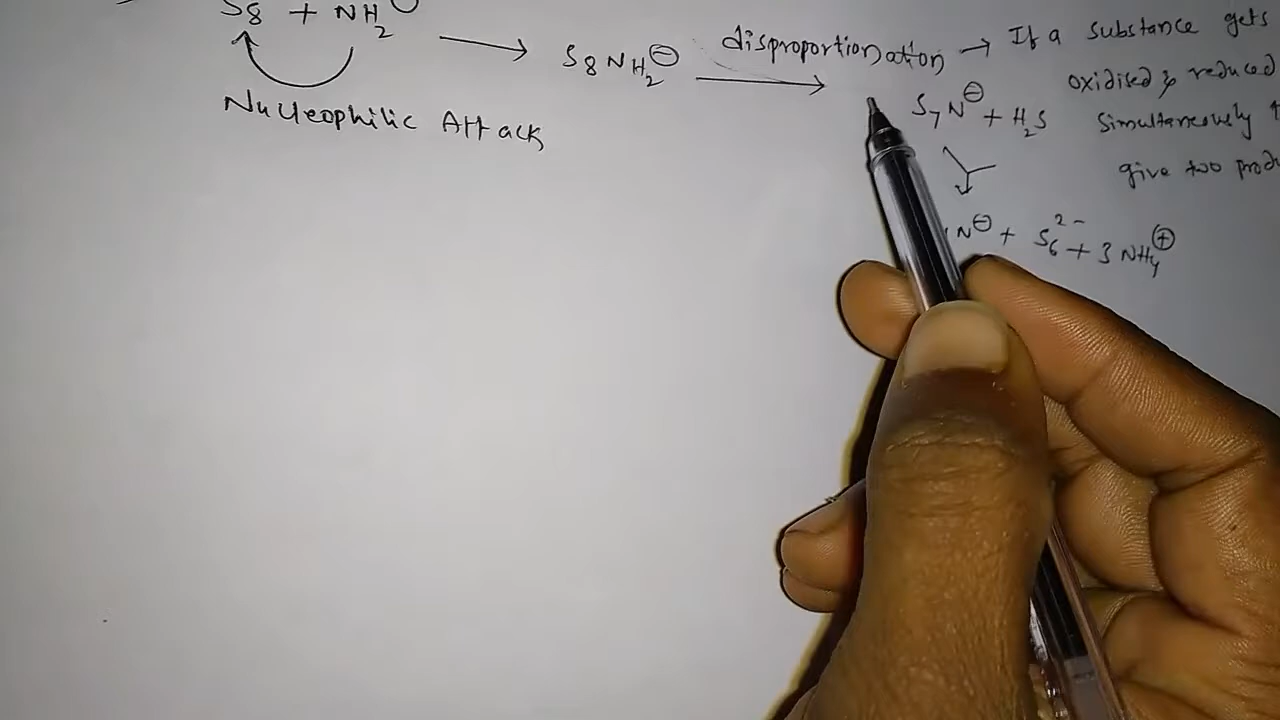 S8 + NH2⊖ ⟶ S8NH2⊖ ⟶
Nucleophilic Attack
disproportionation → If a substance gets
oxidised & reduced
S7N⊖ + H2S simultaneously
give two
N⊖ + S6²⁻ + 3 NH4⊕